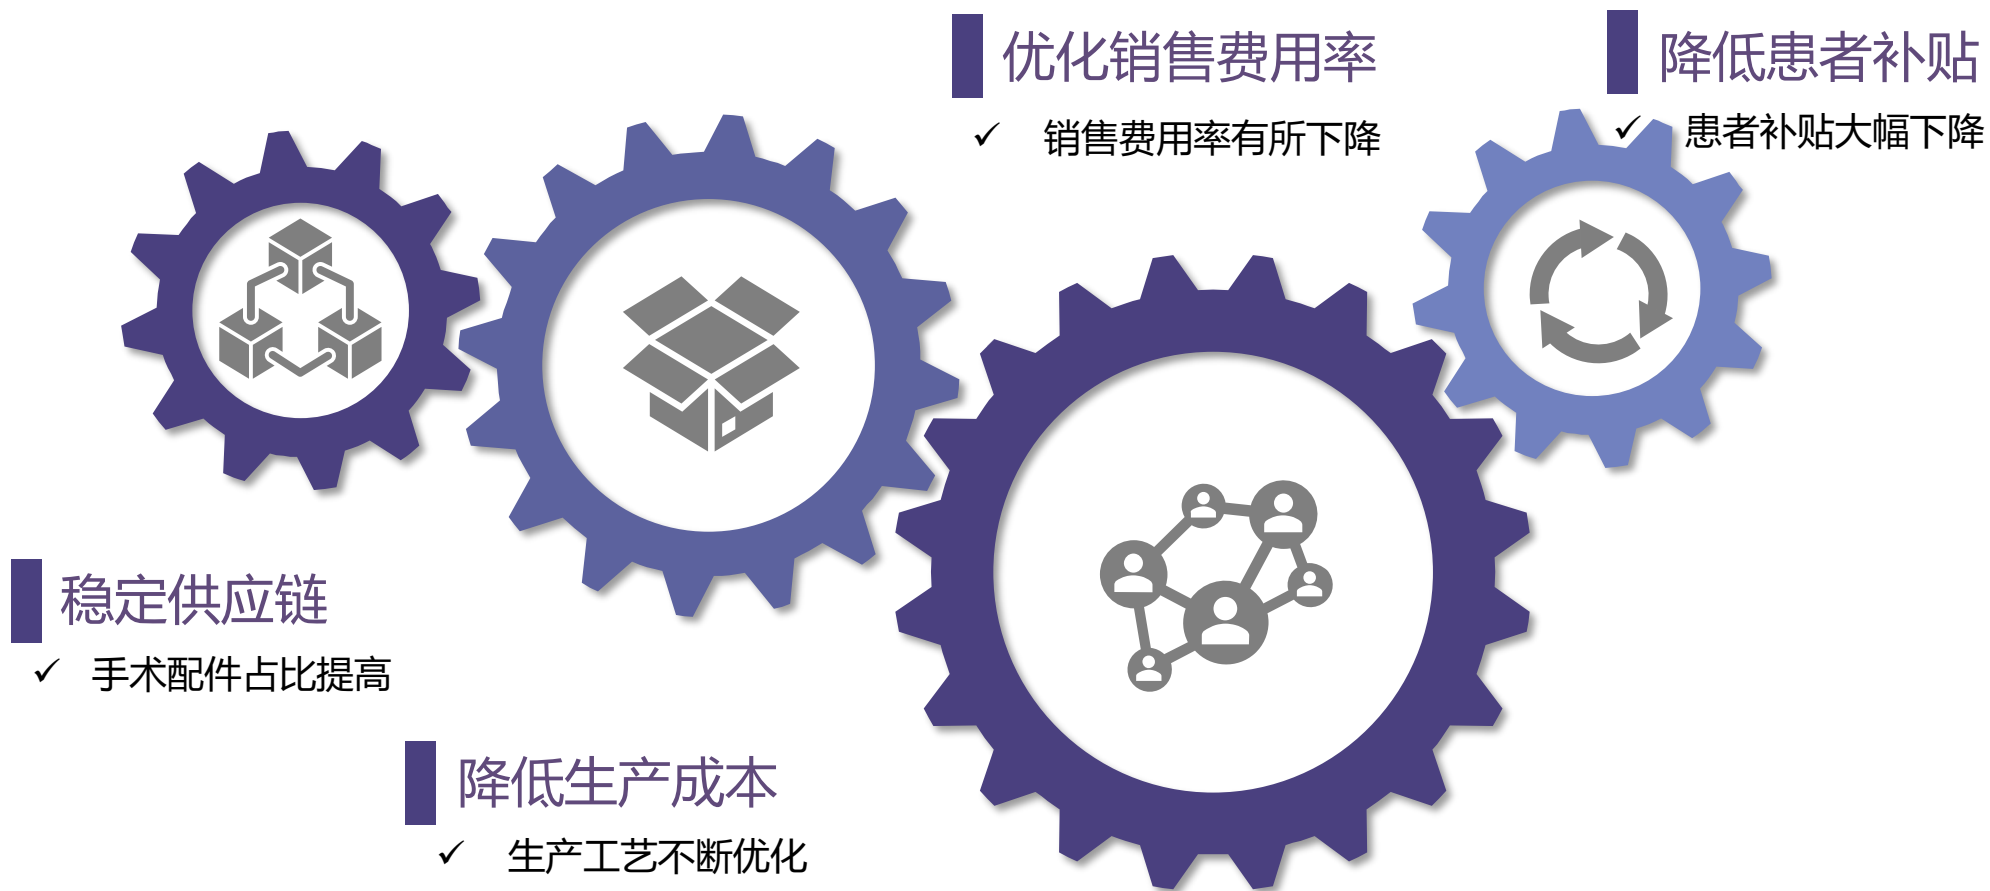 优化销售费用率
✓ 销售费用率有所下降
降低患者补贴
✓ 患者补贴大幅下降
稳定供应链
✓ 手术配件占比提高
降低生产成本
✓ 生产工艺不断优化